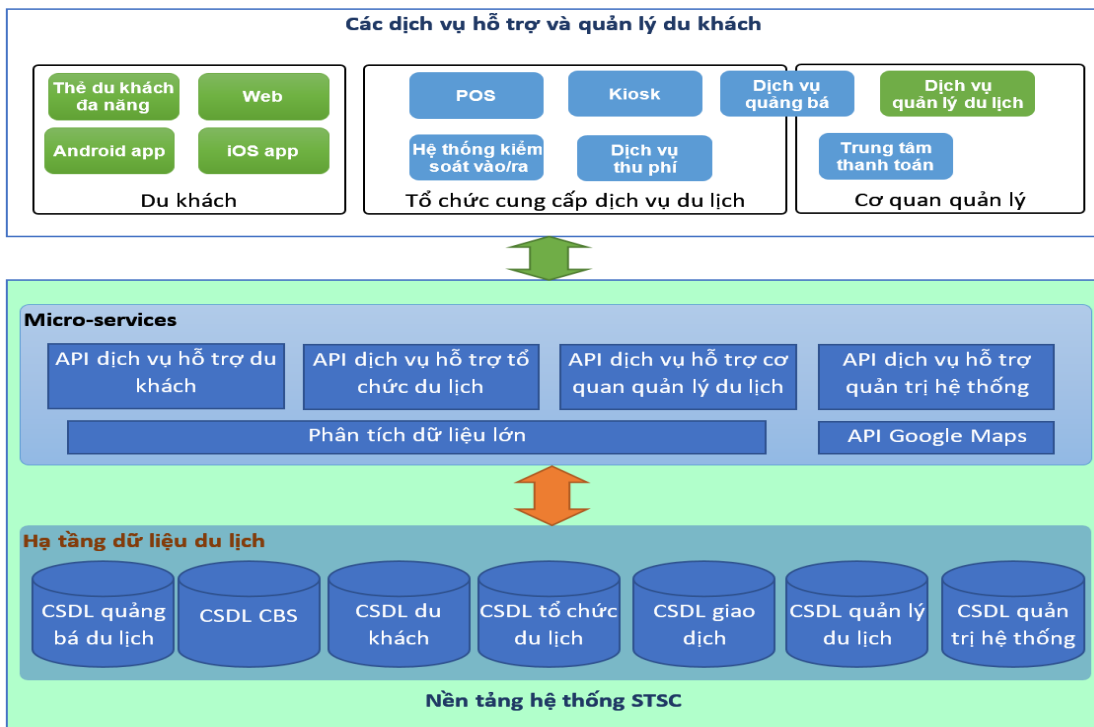 Các dịch vụ hỗ trợ và quản lý du khách
Thẻ du khách
đa năng
Web
Android app
iOS app
Du khách
POS
Kiosk
Dịch vụ
quảng bá
Hệ thống kiểm
soát vào/ra
Dịch vụ
thu phí
Tổ chức cung cấp dịch vụ du lịch
Dịch vụ
quản lý du lịch
Trung tâm
thanh toán
Cơ quan quản lý
Micro-services
API dịch vụ hỗ trợ du
khách
API dịch vụ hỗ trợ tổ
chức du lịch
API dịch vụ hỗ trợ cơ
quan quản lý du lịch
API dịch vụ hỗ trợ
quản trị hệ thống
Phân tích dữ liệu lớn
API Google Maps
Hạ tầng dữ liệu du lịch
CSDL quảng
bá du lịch
CSDL CBS
CSDL du
khách
CSDL tổ chức
du lịch
CSDL giao
dịch
CSDL quản lý
du lịch
CSDL quản
trị hệ thống
Nền tảng hệ thống STSC